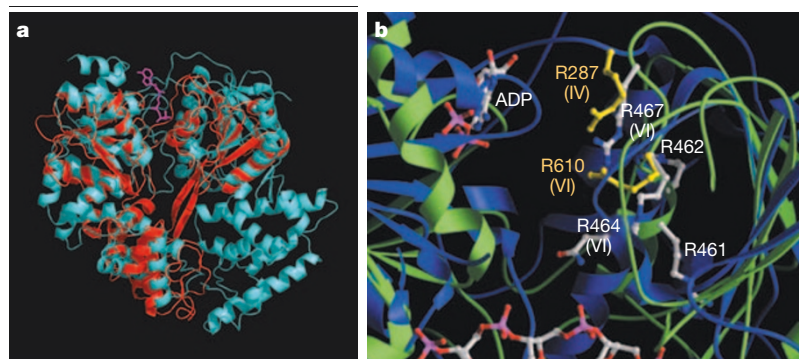 a
b
R287
(IV)
ADP
R467
(VI)
R462
R610
(VI)
R464
(VI)
R461